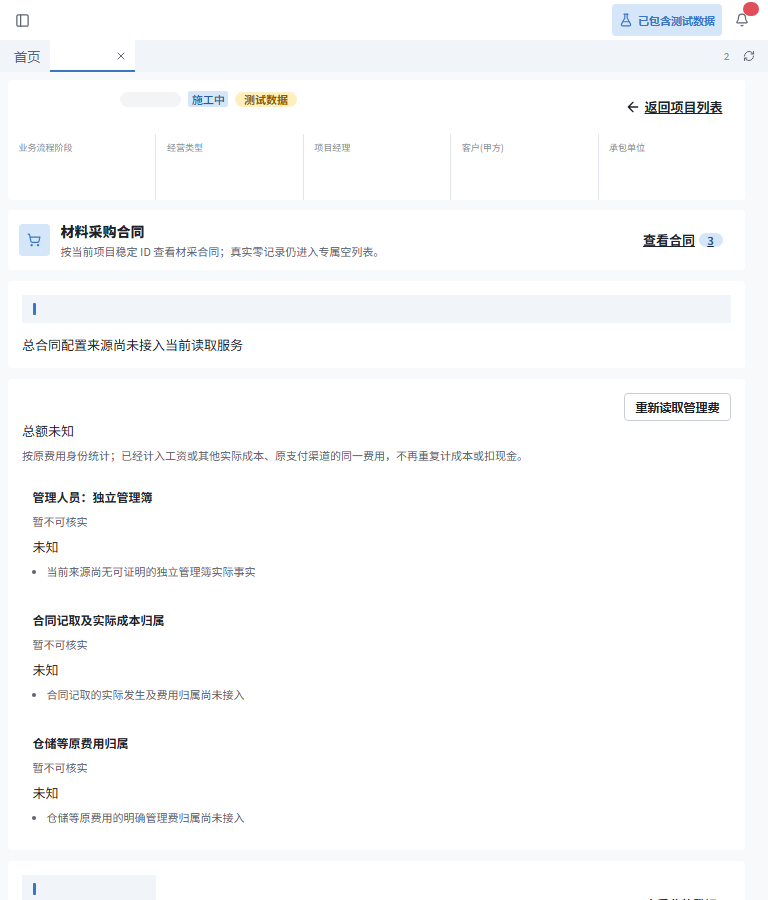 已包含测试数据
首页
2
施工中 测试数据
返回项目列表
业务流程阶段 经营类型 项目经理 客户(甲方) 承包单位
材料采购合同
按当前项目稳定 ID 查看材采合同；真实零记录仍进入专属空列表。
查看合同 3
总合同配置来源尚未接入当前读取服务
重新读取管理费
总额未知
按原费用身份统计；已经计入工资或其他实际成本、原支付渠道的同一费用，不再重复计成本或扣现金。
管理人员：独立管理簿
暂不可核实
未知
• 当前来源尚无可证明的独立管理簿实际事实
合同记取及实际成本归属
暂不可核实
未知
• 合同记取的实际发生及费用归属尚未接入
仓储等原费用归属
暂不可核实
未知
• 仓储等原费用的明确管理费归属尚未接入